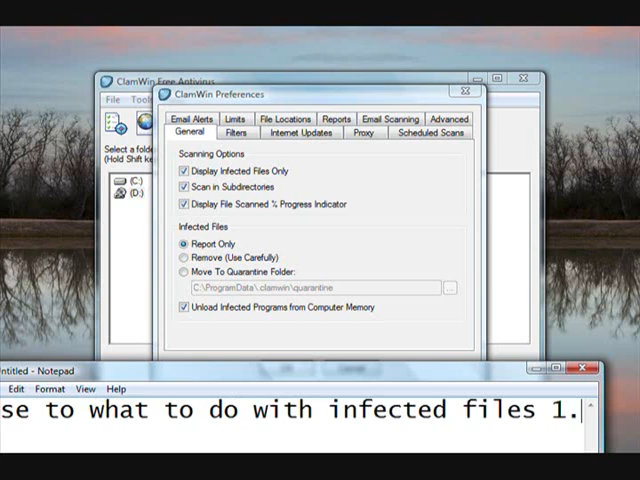 ClamWin Free Antivirus
File Tools
Select a folde
(Hold Shift ke
(C:)
(D:)
ClamWin Preferences
Email Alerts Limits File Locations Reports Email Scanning Advanced
General Filters Internet Updates Proxy Scheduled Scans
Scanning Options
Display Infected Files Only
Scan in Subdirectories
Display File Scanned % Progress Indicator
Infected Files
Report Only
Remove (Use Carefully)
Move To Quarantine Folder:
C:\ProgramData\.clamwin\quarantine
...
Unload Infected Programs from Computer Memory
Intitled - Notepad
Edit Format View Help
se to what to do with infected files 1.